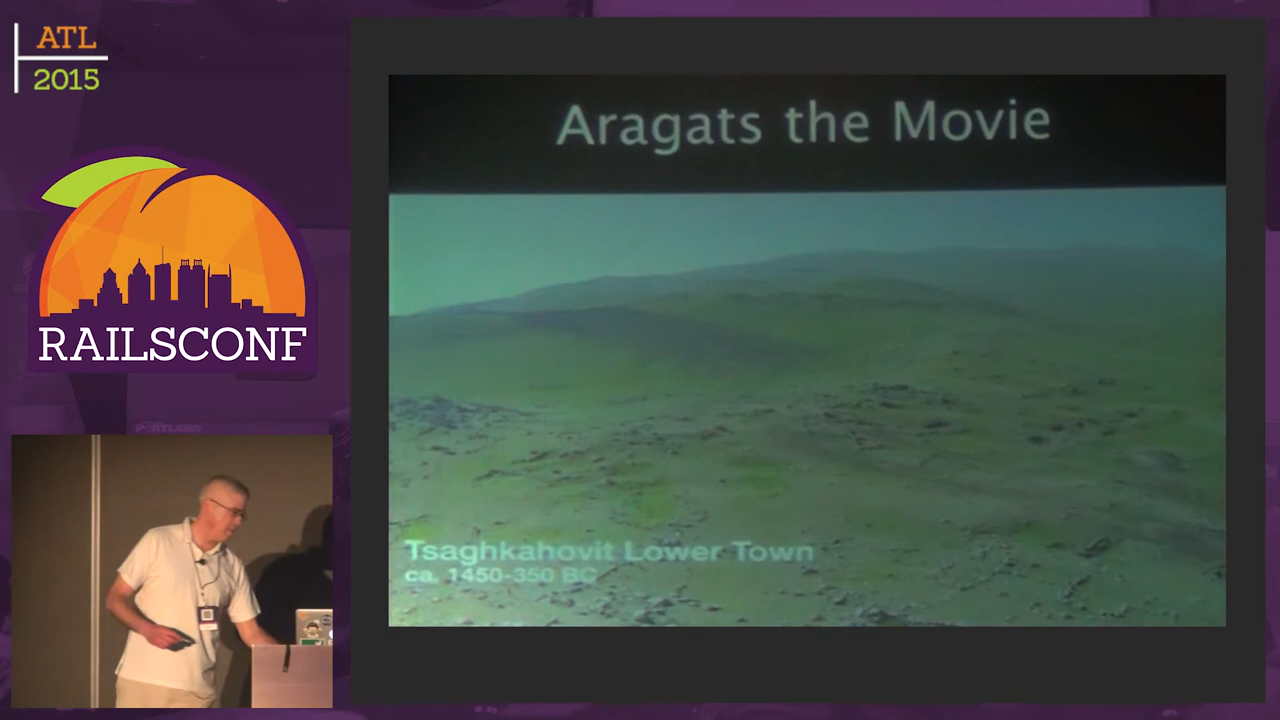 ATL
2015
RAILSCONF
Aragats the Movie
Tsaghkahovit Lower Town
ca. 1450-350 BC